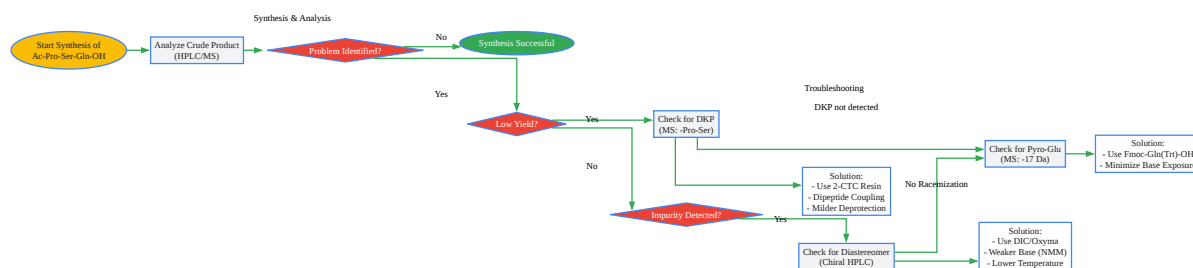 Synthesis & Analysis
Start Synthesis of
Ac-Pro-Ser-Gln-OH
Analyze Crude Product
(HPLC/MS)
Problem Identified?
No
Synthesis Successful
Yes
Low Yield?
Yes
Check for DKP
(MS: -Pro-Ser)
Troubleshooting
DKP not detected
Check for Pyro-Glu
(MS: -17 Da)
Solution:
- Use Fmoc-Gln(Trt)-OH
- Minimize Base Exposure
No
Solution:
- Use 2-CTC Resin
- Dipeptide Coupling
- Milder Deprotection
No Racemization
Impurity Detected?
Yes
Check for Diastereomer
(Chiral HPLC)
Solution:
- Use DIC/Oxyma
- Weaker Base (NMM)
- Lower Temperature